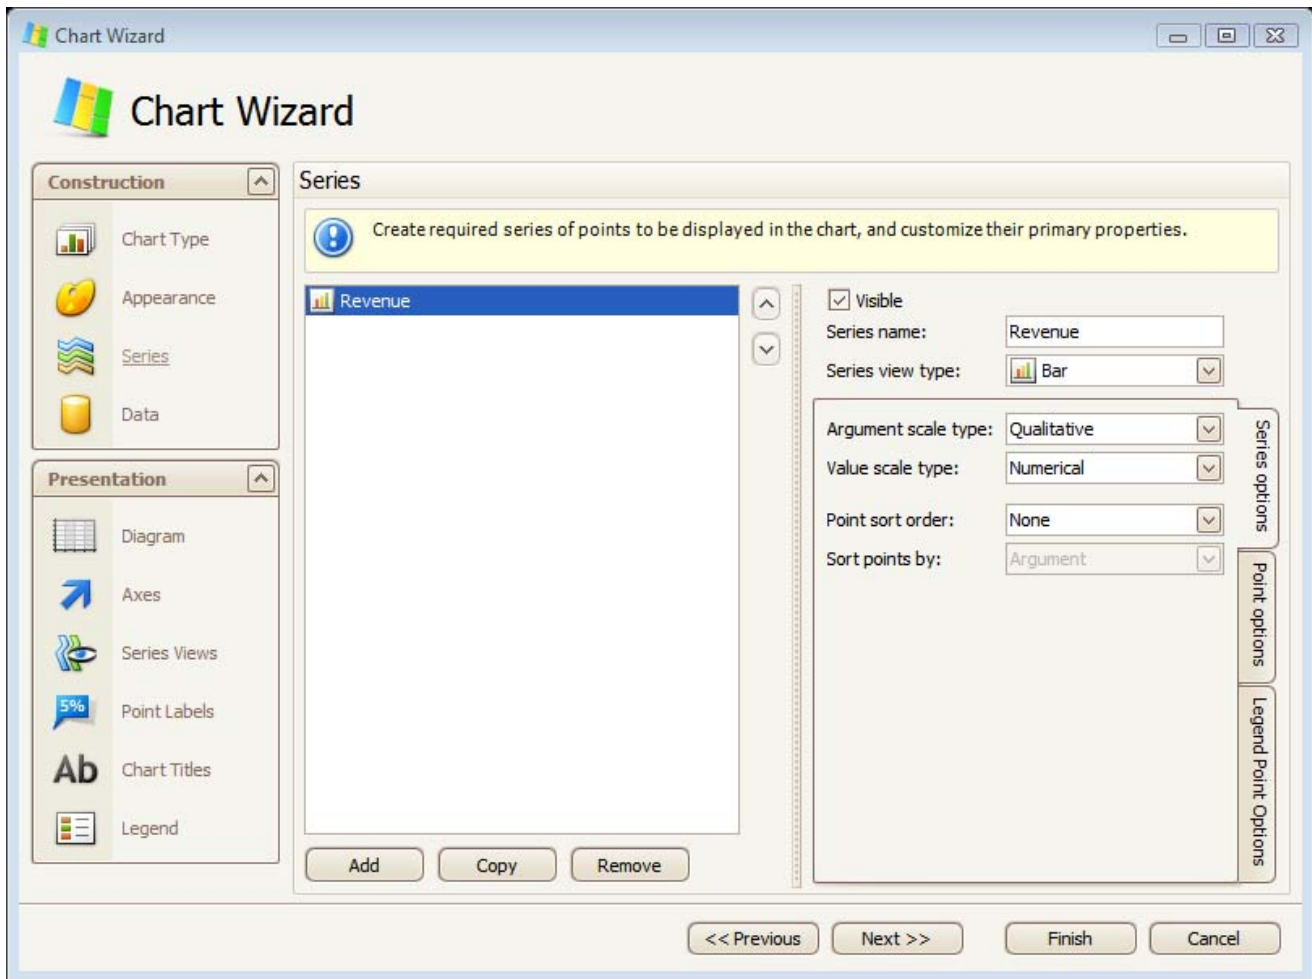 Chart Wizard
Chart Wizard
Construction
Chart Type
Appearance
Series
Data
Presentation
Diagram
Axes
Series Views
5%
Point Labels
Ab
Chart Titles
Legend
Series
Create required series of points to be displayed in the chart, and customize their primary properties.
Revenue
Add
Copy
Remove
Visible
Series name:
Revenue
Series view type:
Bar
Argument scale type:
Qualitative
Value scale type:
Numerical
Point sort order:
None
Sort points by:
Argument
Series options
Point options
Legend Point Options
<< Previous
Next >>
Finish
Cancel